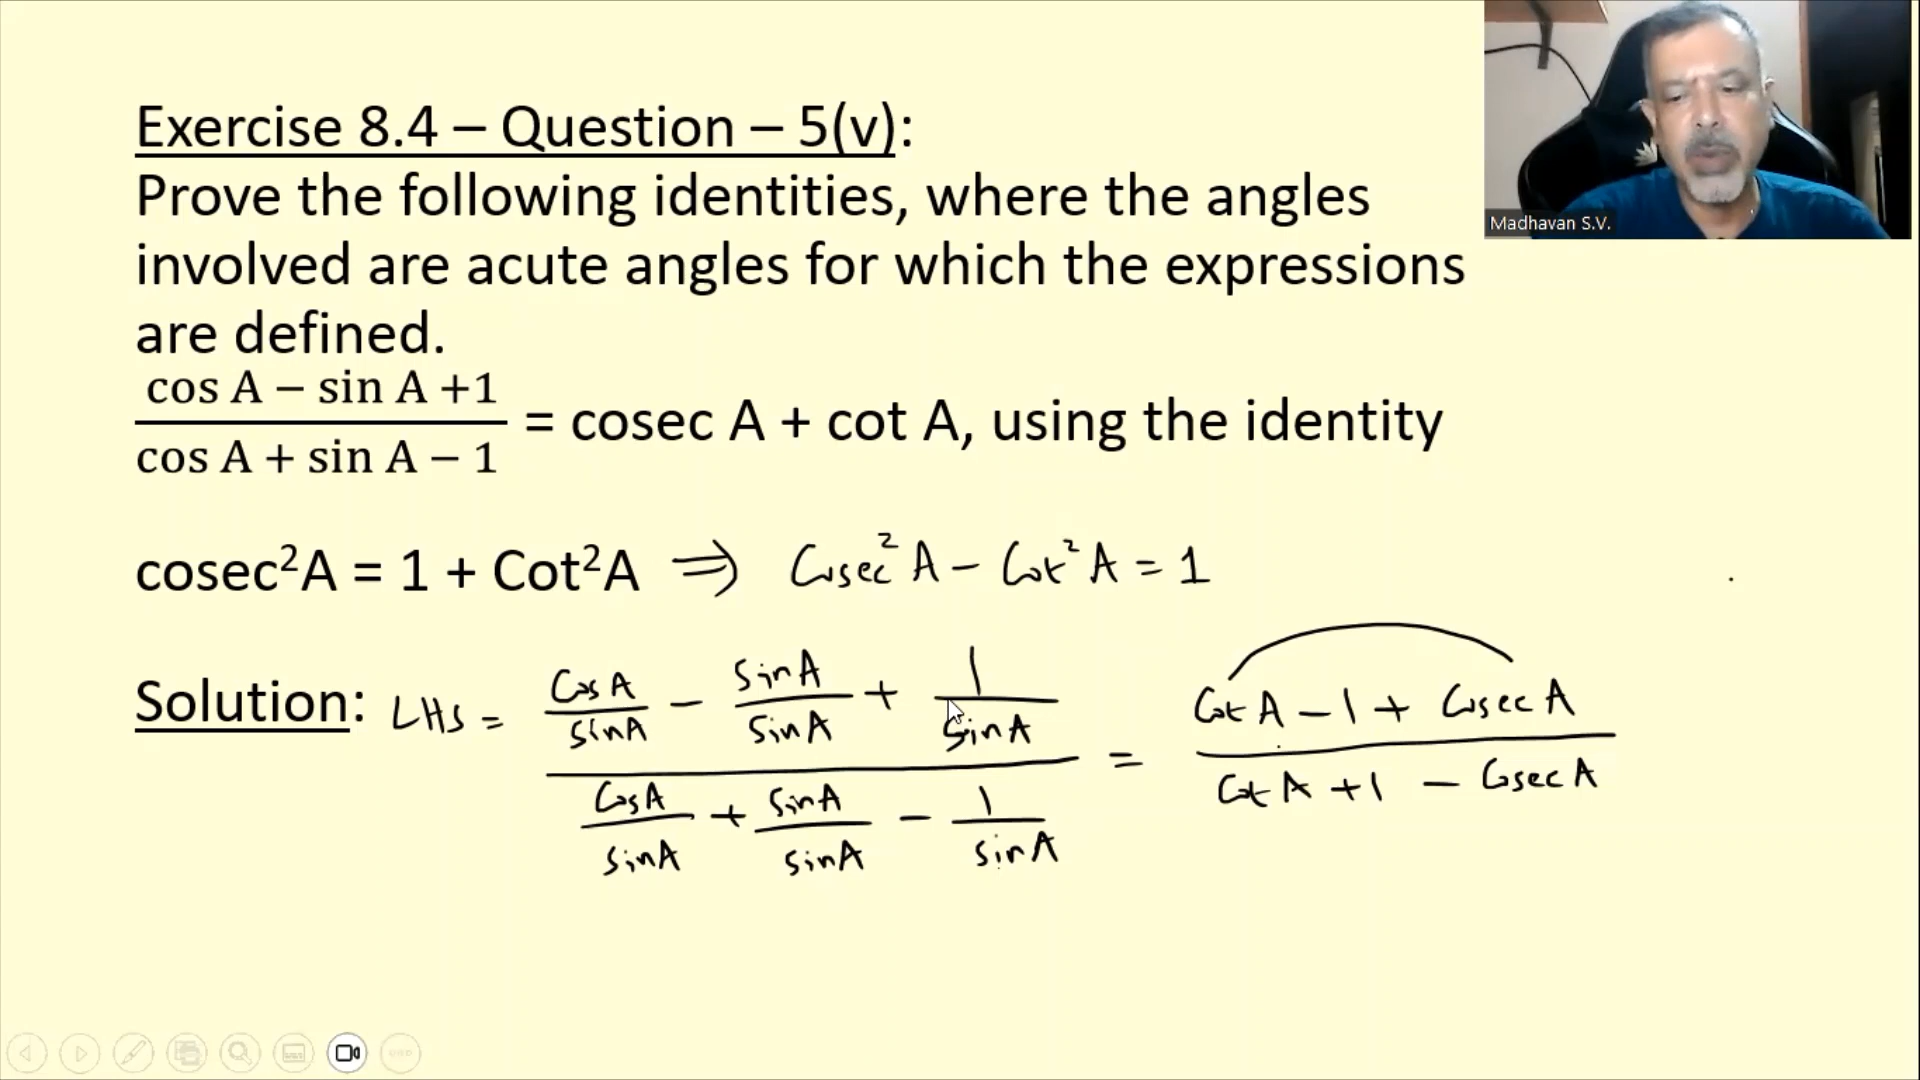 Exercise 8.4 – Question – 5(v):
Prove the following identities, where the angles
involved are acute angles for which the expressions
are defined.
cos A − sin A +1
cos A + sin A − 1
= cosec A + cot A, using the identity
cosec²A = 1 + Cot²A ⇒ Cosec²A − Cot²A = 1
Solution: LHS =
CosA/sinA − sinA/sinA + 1/sinA
CosA/sinA + sinA/sinA − 1/sinA
=
Cot A − 1 + Cosec A
Cot A + 1 − Cosec A
Madhavan S.V.